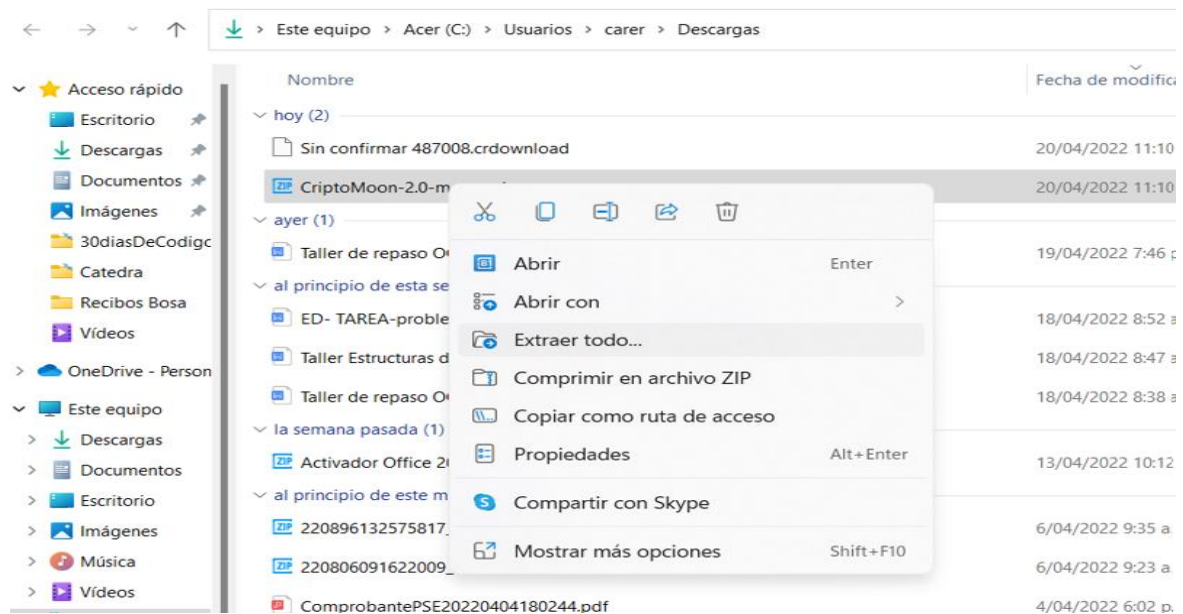 Este equipo > Acer (C:) > Usuarios > carer > Descargas
Nombre
Fecha de modifica
Acceso rápido
Escritorio
Descargas
Documentos
Imágenes
30diasDeCodigo
Catedra
Recibos Bosa
Vídeos
OneDrive - Person
Este equipo
Descargas
Documentos
Escritorio
Imágenes
Música
Vídeos
hoy (2)
Sin confirmar 487008.crdownload 20/04/2022 11:10
ZIP CriptoMoon-2.0-m 20/04/2022 11:10
ayer (1)
Taller de repaso O 19/04/2022 7:46 p
al principio de esta se
ED- TAREA-proble 18/04/2022 8:52 a
Taller Estructuras d 18/04/2022 8:47 a
Taller de repaso O 18/04/2022 8:38 a
la semana pasada (1)
ZIP Activador Office 2 13/04/2022 10:12
al principio de este m
ZIP 220896132575817_ 6/04/2022 9:35 a.
ZIP 220806091622009_ 6/04/2022 9:23 a.
ComprobantePSE20220404180244.pdf 4/04/2022 6:02 p.
Abrir Enter
Abrir con >
Extraer todo...
Comprimir en archivo ZIP
Copiar como ruta de acceso
Propiedades Alt+Enter
Compartir con Skype
Mostrar más opciones Shift+F10